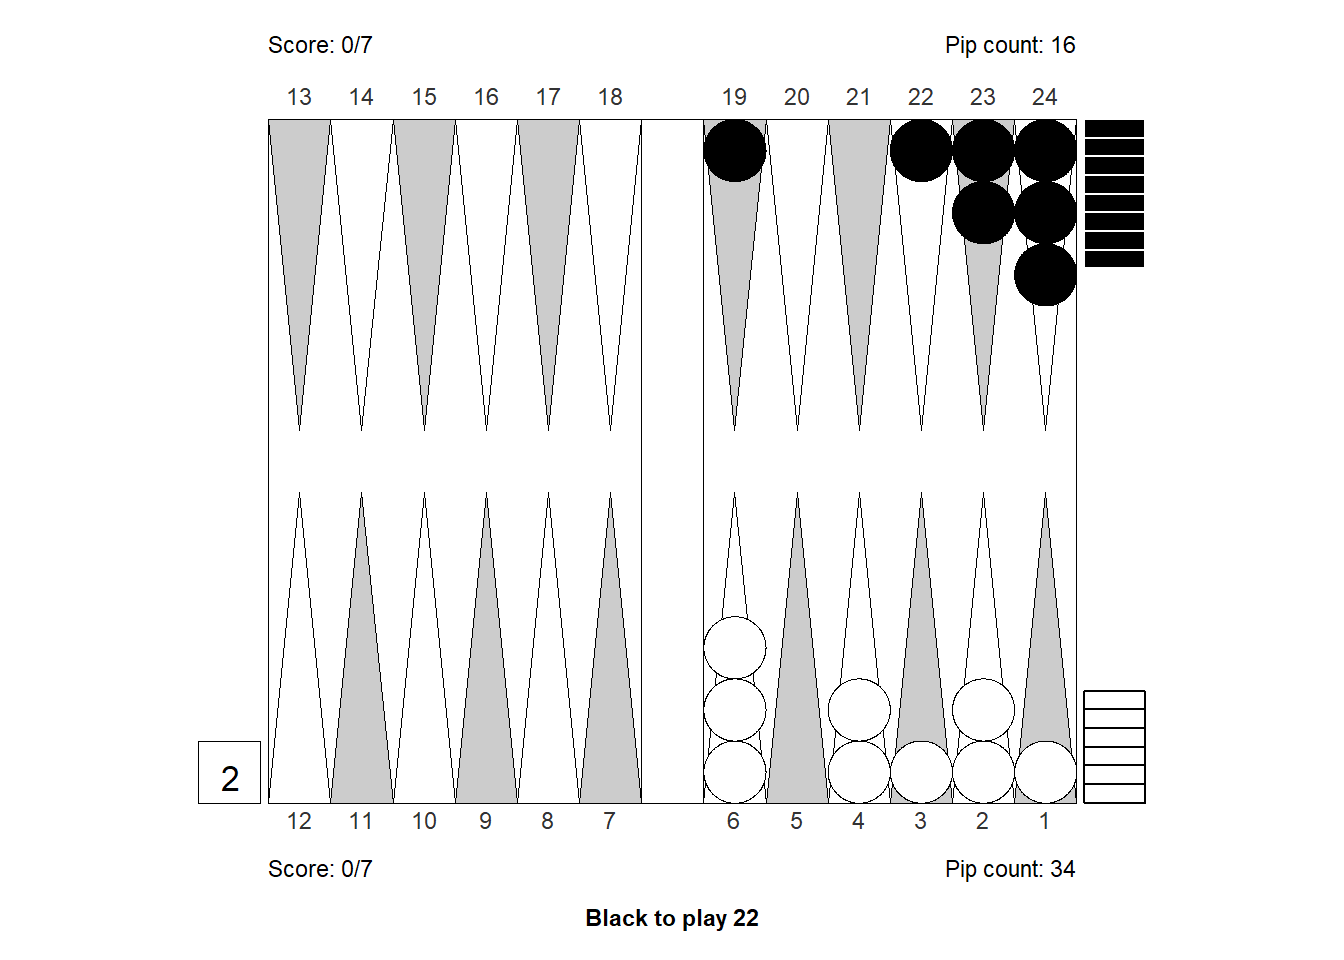 Score: 0/7 Pip count: 16
13 14 15 16 17 18 19 20 21 22 23 24
2
12 11 10 9 8 7 6 5 4 3 2 1
Score: 0/7 Pip count: 34
Black to play 22